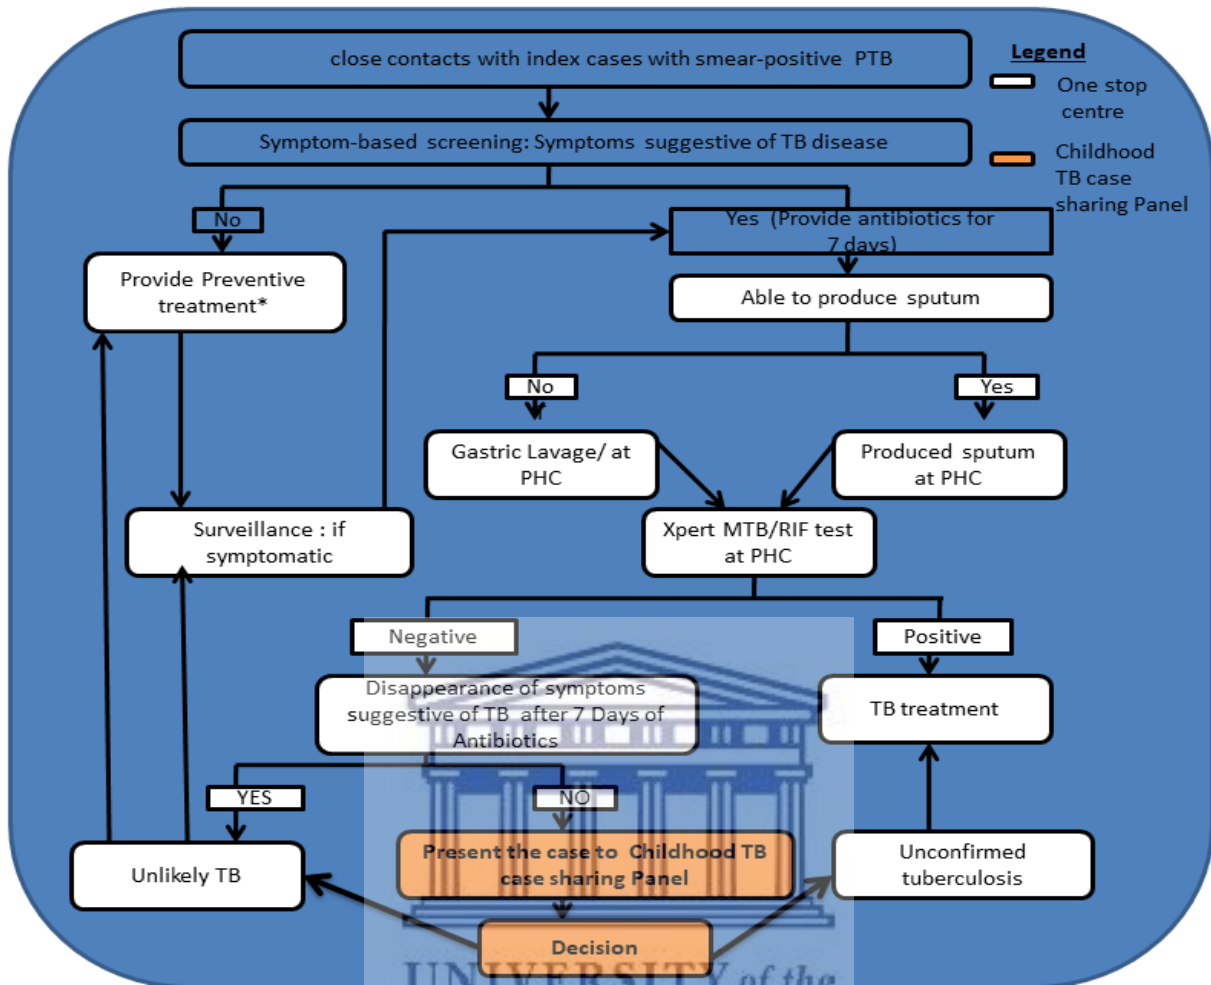 close contacts with index cases with smear-positive PTB
Legend
One stop
centre
Childhood
TB case
sharing Panel
Symptom-based screening: Symptoms suggestive of TB disease
No
Yes (Provide antibiotics for
7 days)
Provide Preventive
treatment*
Able to produce sputum
No
Yes
Gastric Lavage/ at
PHC
Produced sputum
at PHC
Surveillance : if
symptomatic
Xpert MTB/RIF test
at PHC
Negative
Positive
Disappearance of symptoms
suggestive of TB after 7 Days of
Antibiotics
TB treatment
YES
NO
Unlikely TB
Present the case to Childhood TB
case sharing Panel
Unconfirmed
tuberculosis
Decision
UNIVERSITY of the